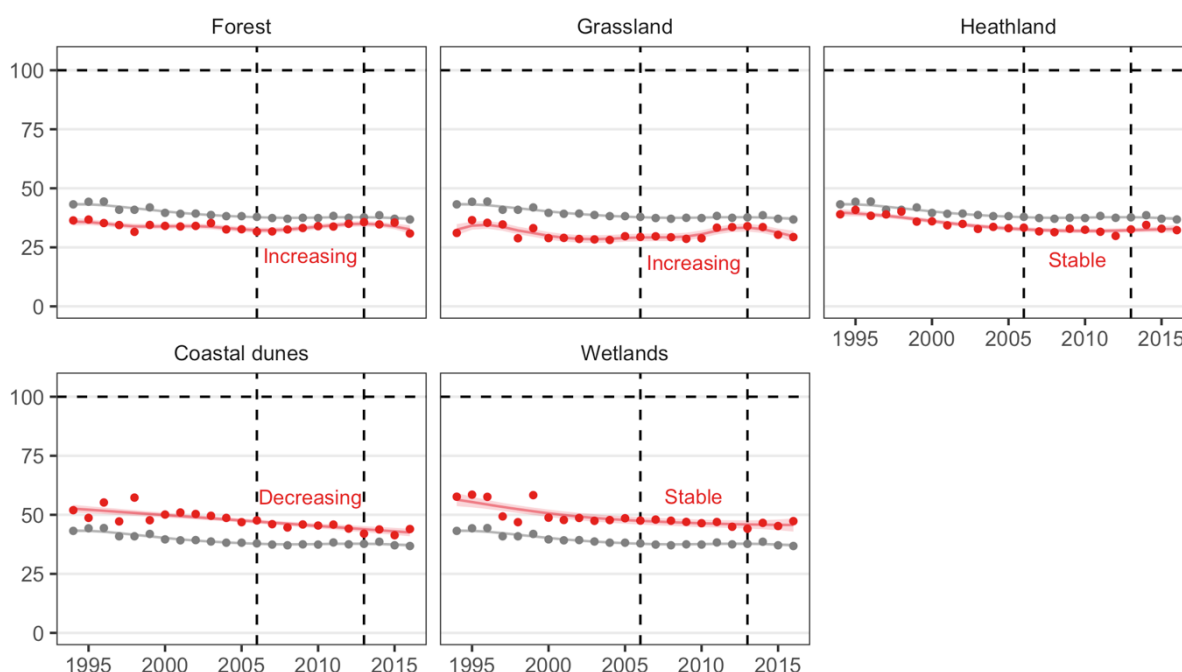 Forest
Grassland
Heathland
100
75
50
25
0
Increasing
Increasing
Stable
1995 2000 2005 2010 2015
Coastal dunes
Wetlands
100
75
50
25
0
Decreasing
Stable
1995 2000 2005 2010 2015
1995 2000 2005 2010 2015